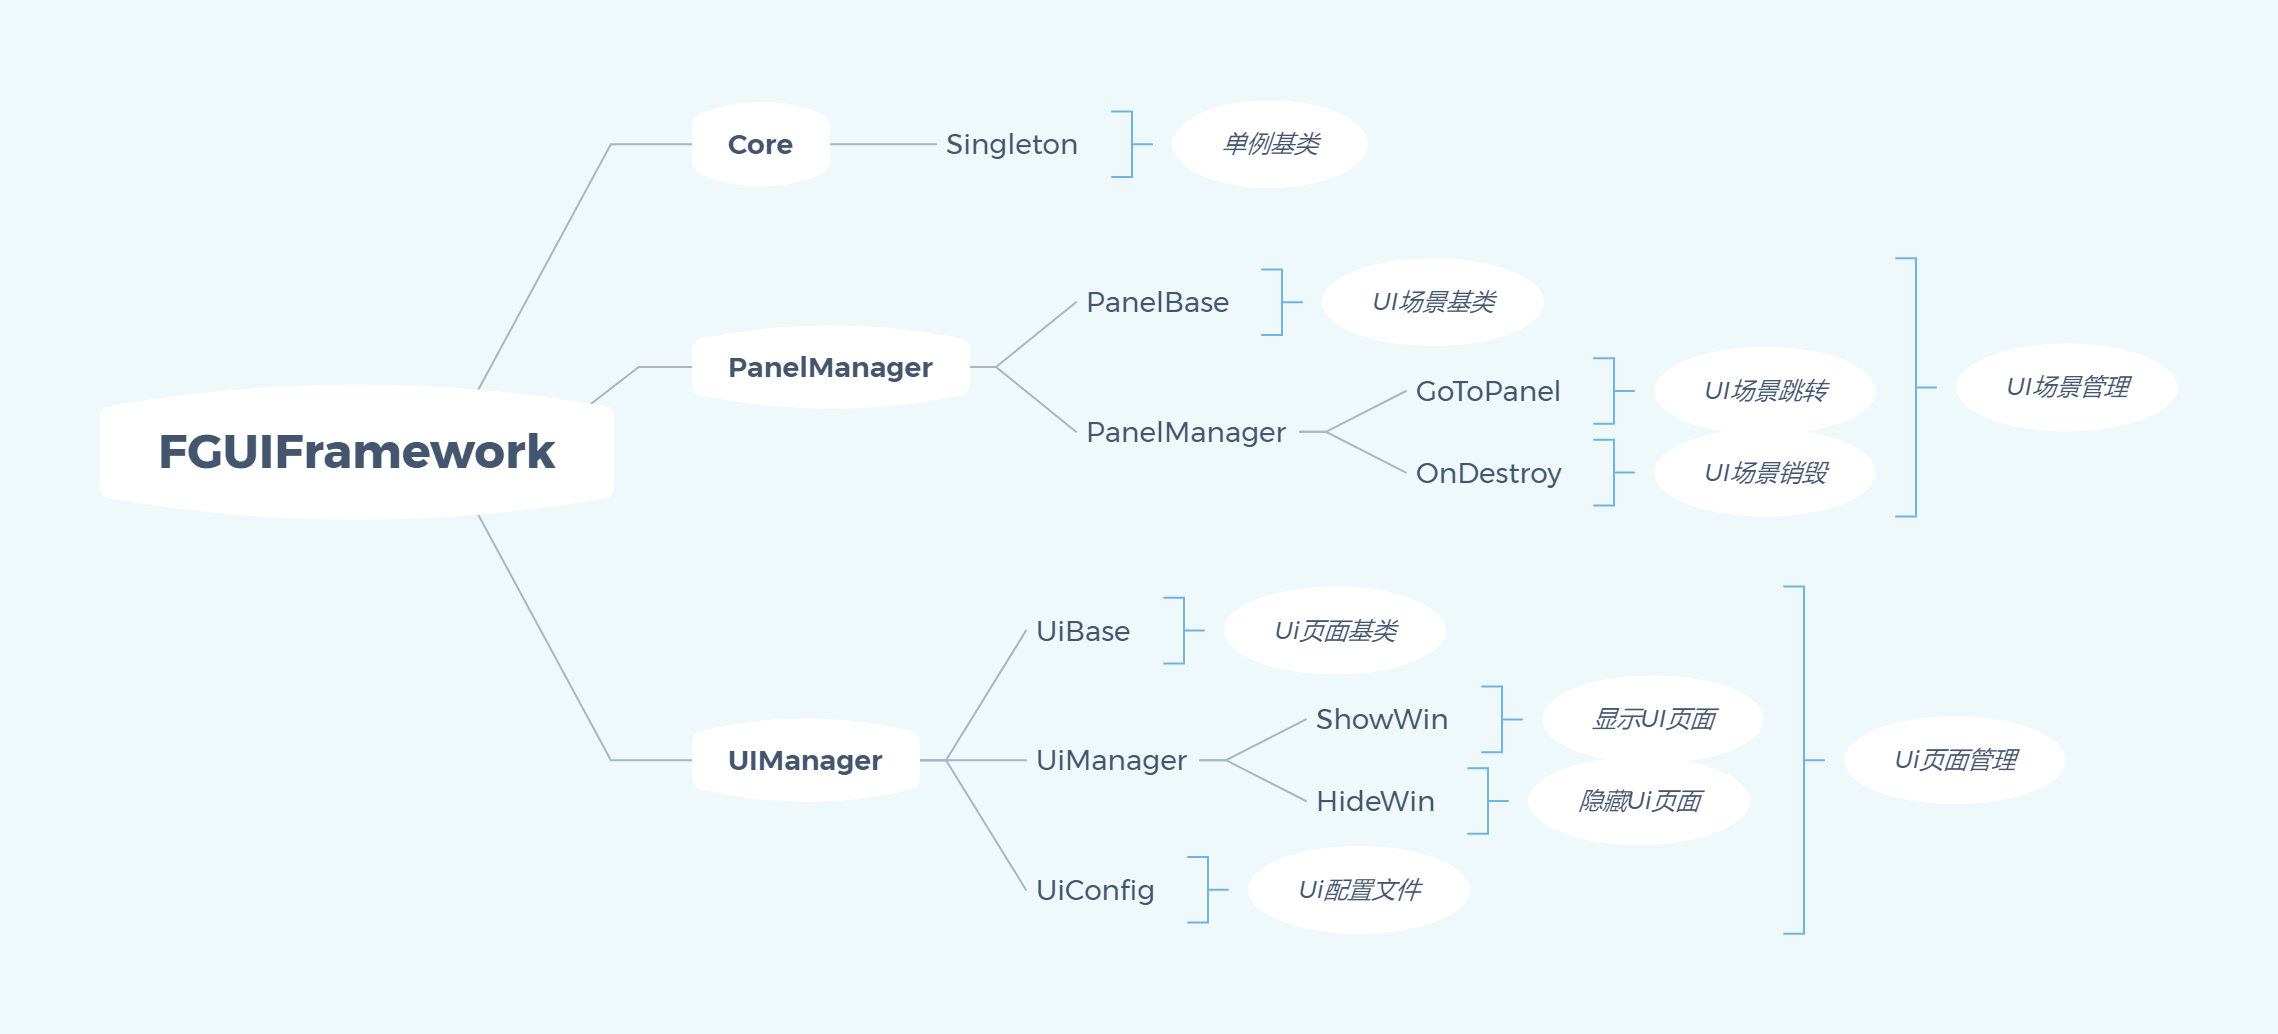 FGUIFramework
Core
Singleton
单例基类
PanelManager
PanelBase
UI场景基类
PanelManager
GoToPanel
UI场景跳转
OnDestroy
UI场景销毁
UI场景管理
UIManager
UiBase
Ui页面基类
UiManager
ShowWin
显示UI页面
HideWin
隐藏Ui页面
UiConfig
Ui配置文件
Ui页面管理